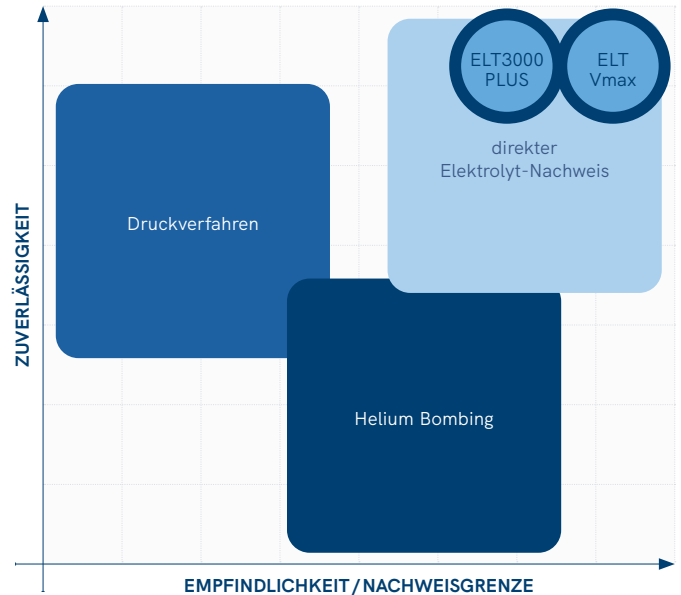 ELT3000
PLUS
ELT
Vmax
direkter
Elektrolyt-Nachweis
Druckverfahren
Helium Bombing
ZUVERLÄSSIGKEIT
EMPFINDLICHKEIT/NACHWEISGRENZE